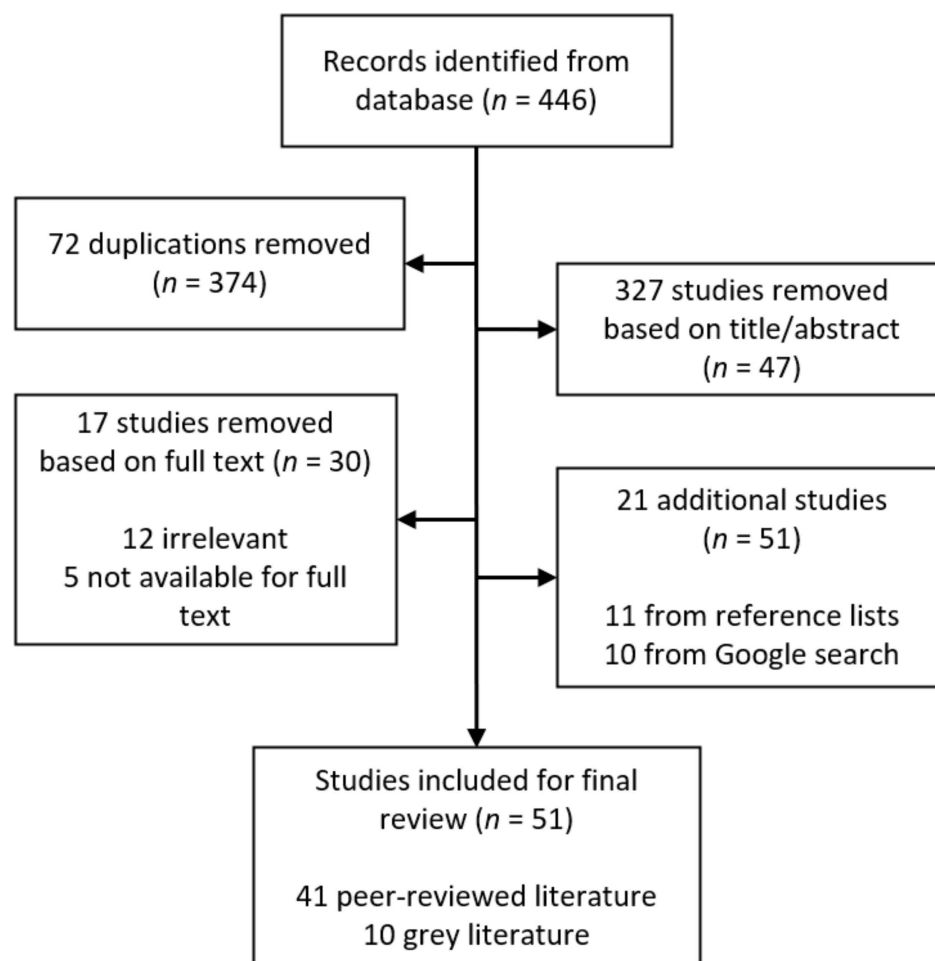 Records identified from
database (n = 446)
72 duplications removed
(n = 374)
327 studies removed
based on title/abstract
(n = 47)
17 studies removed
based on full text (n = 30)
12 irrelevant
5 not available for full
text
21 additional studies
(n = 51)
11 from reference lists
10 from Google search
Studies included for final
review (n = 51)
41 peer-reviewed literature
10 grey literature